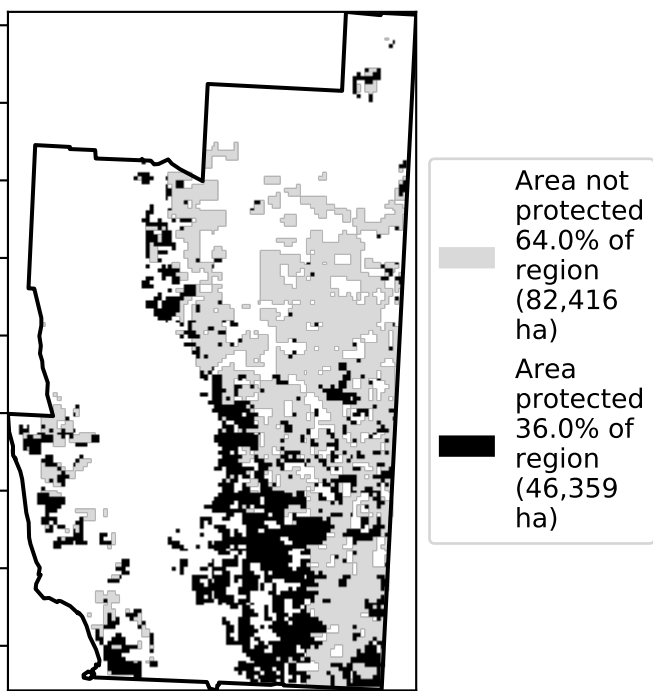 Area not
protected
64.0% of
region
(82,416
ha)
Area
protected
36.0% of
region
(46,359
ha)